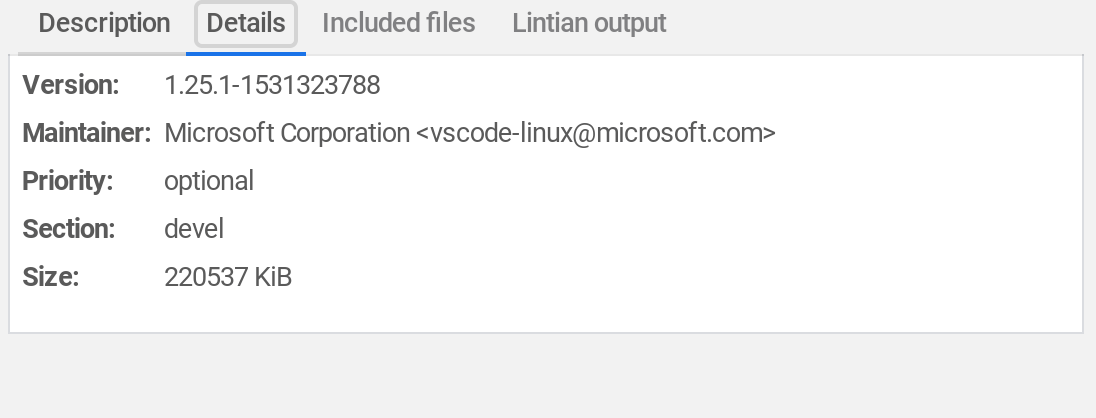 Description Details Included files Lintian output
Version: 1.25.1-1531323788
Maintainer: Microsoft Corporation <vscode-linux@microsoft.com>
Priority: optional
Section: devel
Size: 220537 KiB